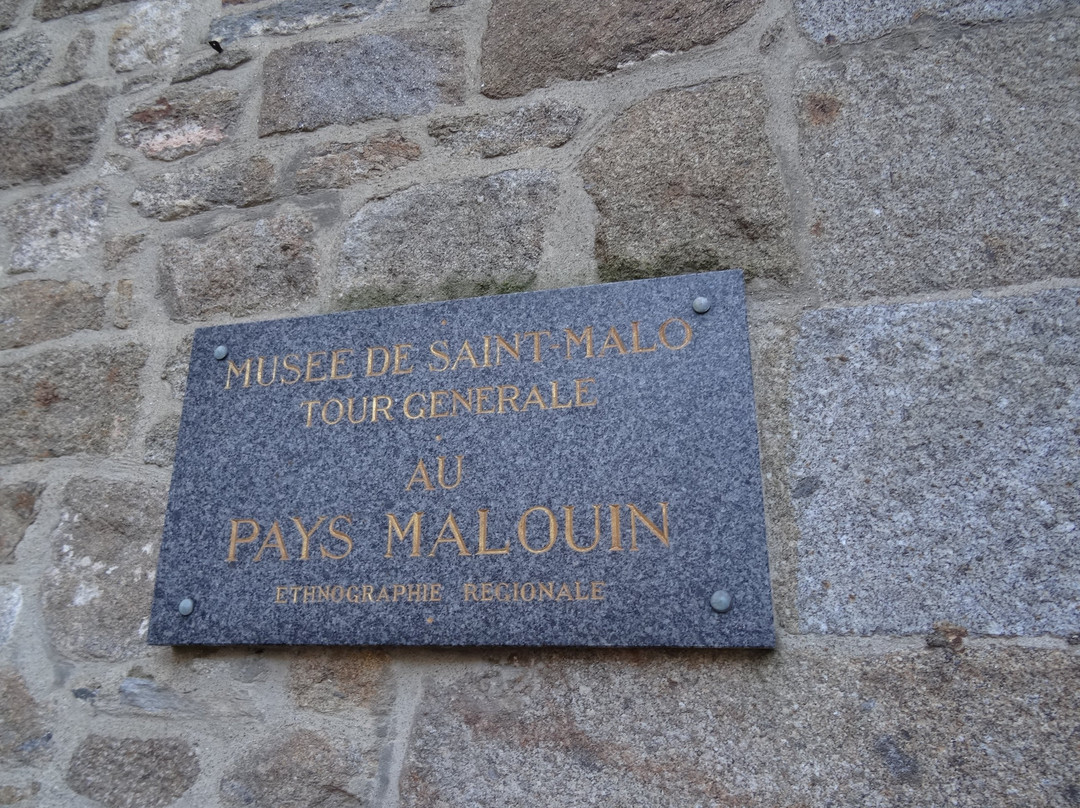 MUSEE DE SAINT-MALO
TOUR GENERALE
AU
PAYS MALOUIN
ETHNOGRAPHIE REGIONALE